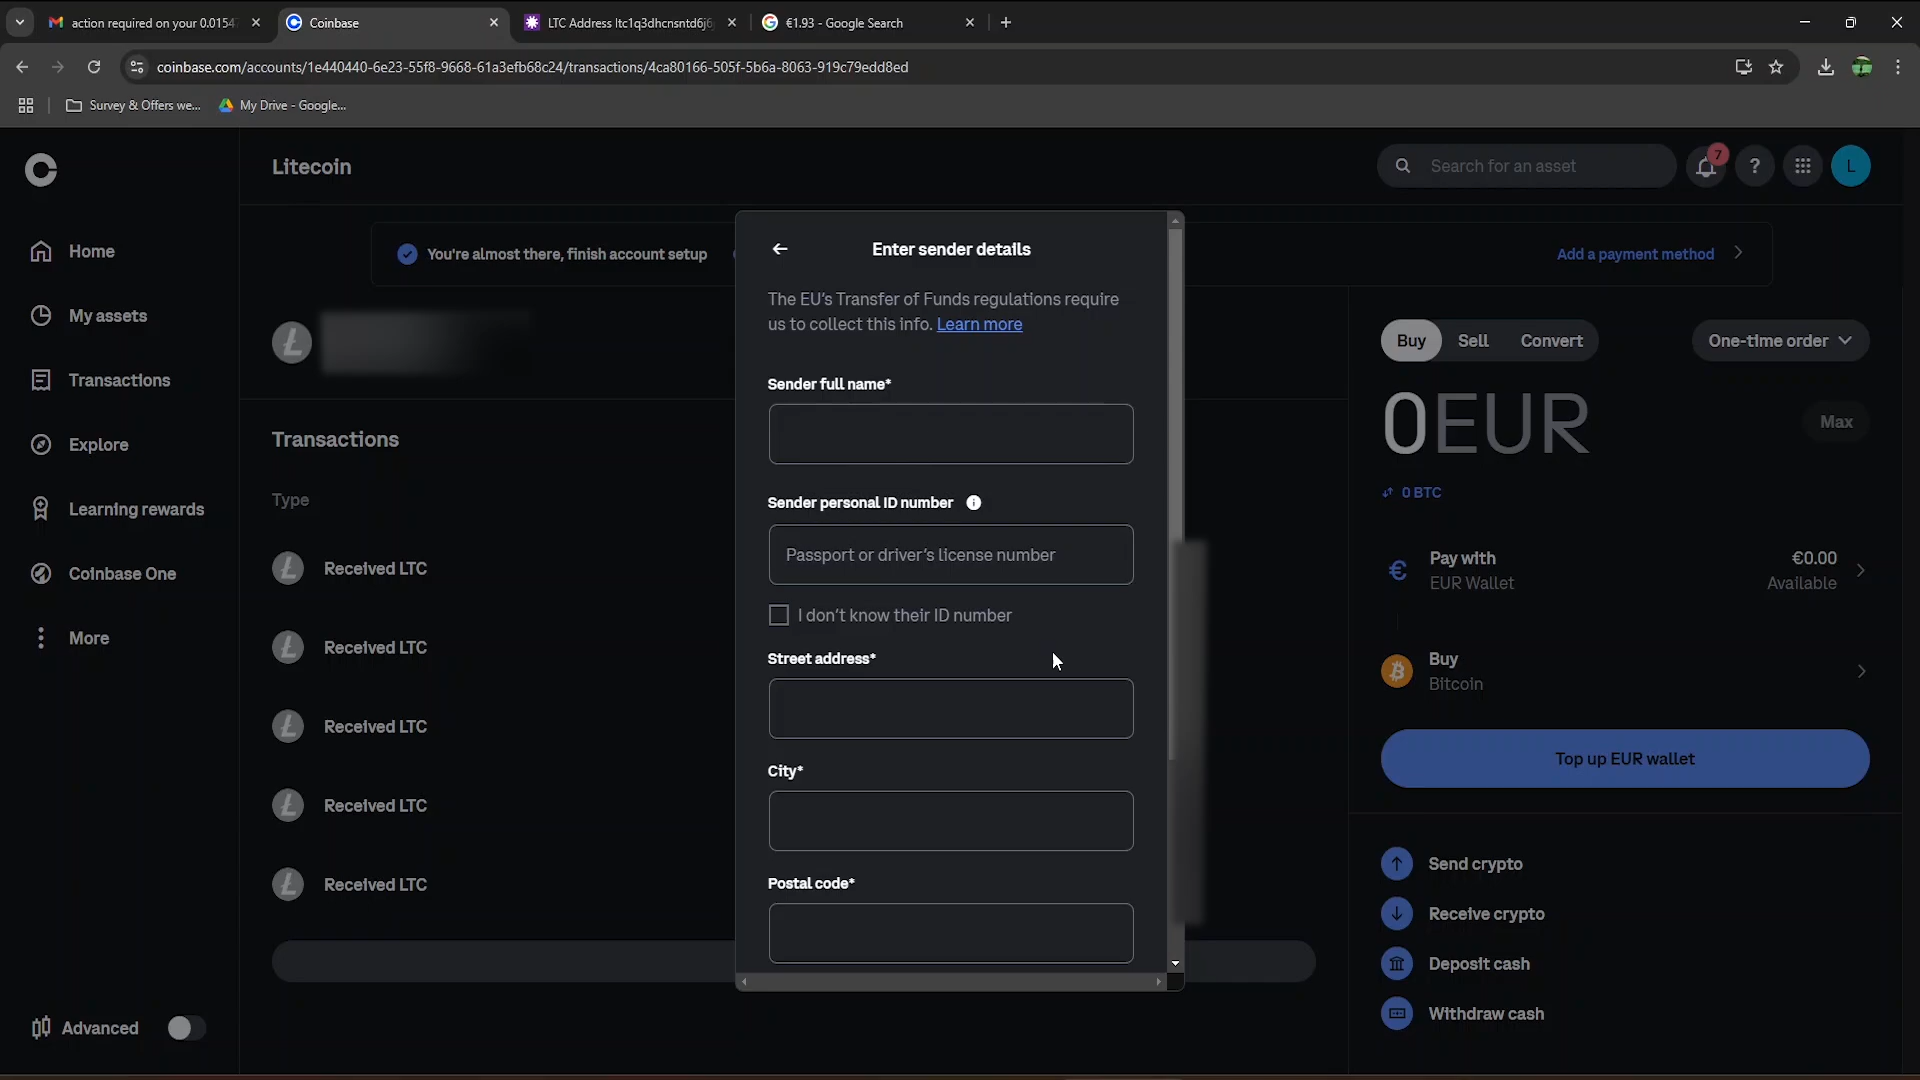 action required on your 0.0154
Coinbase
LTC Address ltc1q3dhcnsntd6j6
€1.93 - Google Search
coinbase.com/accounts/1e440440-6e23-55f8-9668-61a3efb68c24/transactions/4ca80166-505f-5b6a-8063-919c79edd8ed
Survey & Offers we...
My Drive - Google...
Litecoin
Search for an asset
7
?
L
Home
My assets
Transactions
Explore
Learning rewards
Coinbase One
More
Advanced
You're almost there, finish account setup
Add a payment method
Transactions
Type
Received LTC
Received LTC
Received LTC
Received LTC
Received LTC
Enter sender details
The EU's Transfer of Funds regulations require
us to collect this info. Learn more
Sender full name*
Sender personal ID number
Passport or driver's license number
I don't know their ID number
Street address*
City*
Postal code*
Buy
Sell
Convert
One-time order
0EUR
Max
0 BTC
Pay with
€0.00
EUR Wallet
Available
Buy
Bitcoin
Top up EUR wallet
Send crypto
Receive crypto
Deposit cash
Withdraw cash